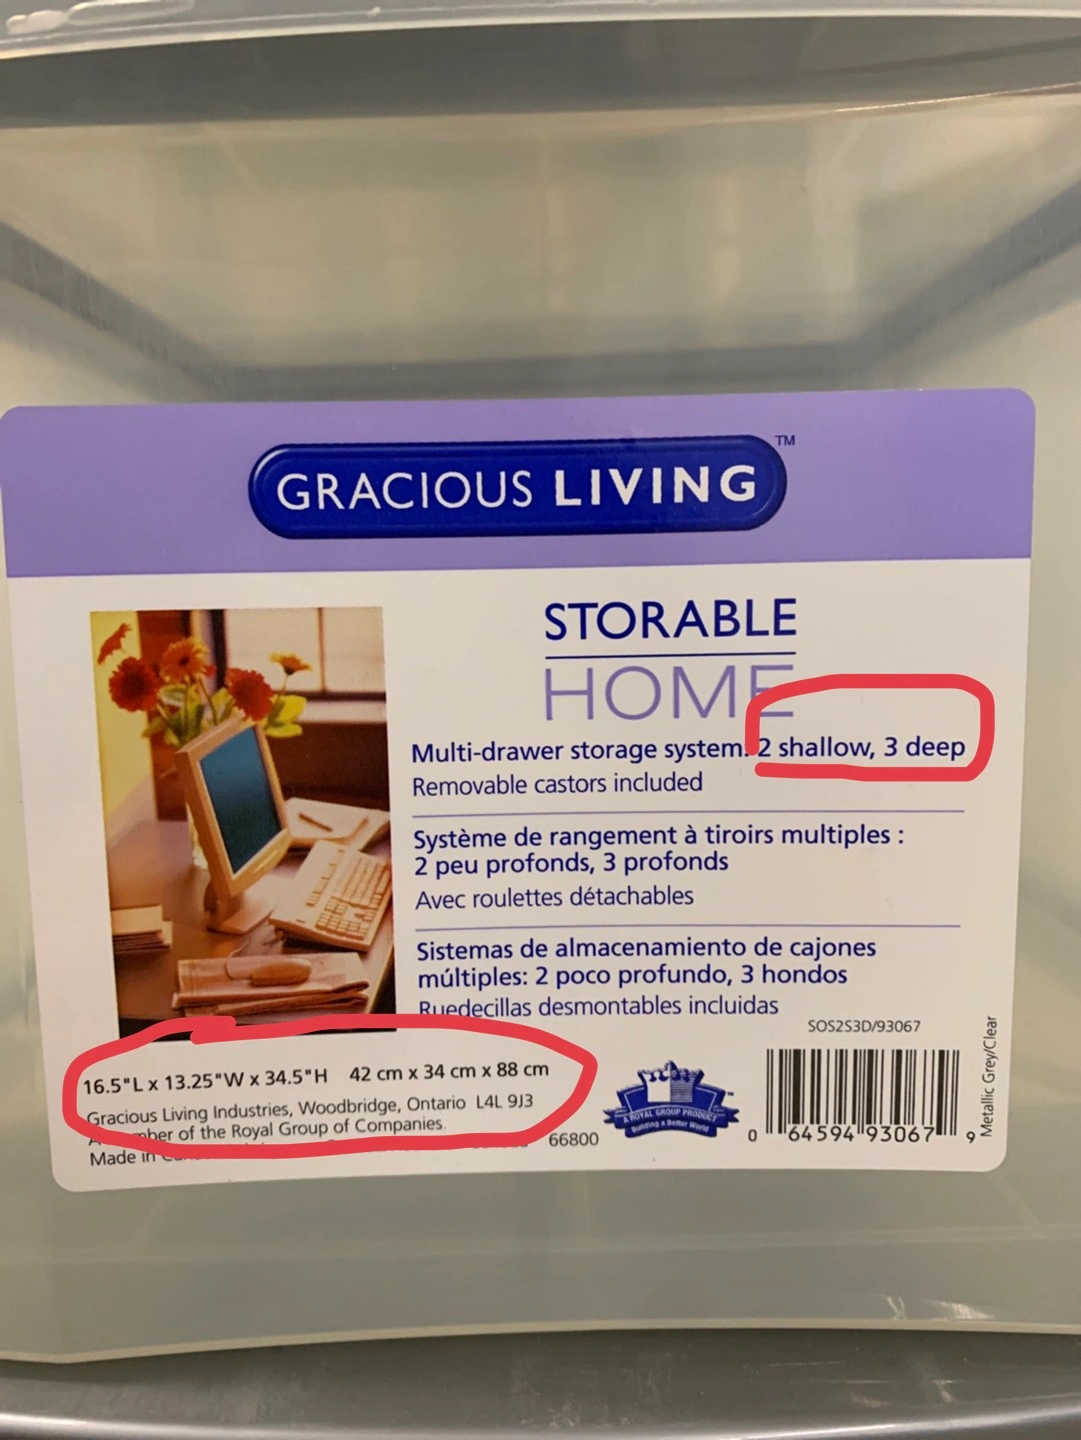 GRACIOUS LIVING™
STORABLE
HOME
Multi-drawer storage system: 2 shallow, 3 deep
Removable castors included
Système de rangement à tiroirs multiples :
2 peu profonds, 3 profonds
Avec roulettes détachables
Sistemas de almacenamiento de cajones
múltiples: 2 poco profundo, 3 hondos
Ruedecillas desmontables incluidas
SOS2S3D/93067
16.5"L x 13.25"W x 34.5"H 42 cm x 34 cm x 88 cm
Gracious Living Industries, Woodbridge, Ontario L4L 9J3
of the Royal Group of Companies.
Made in
66800
A ROYAL GROUP PRODUCT
Building a Better World
0 64594 93067 9
Metallic Grey/Clear